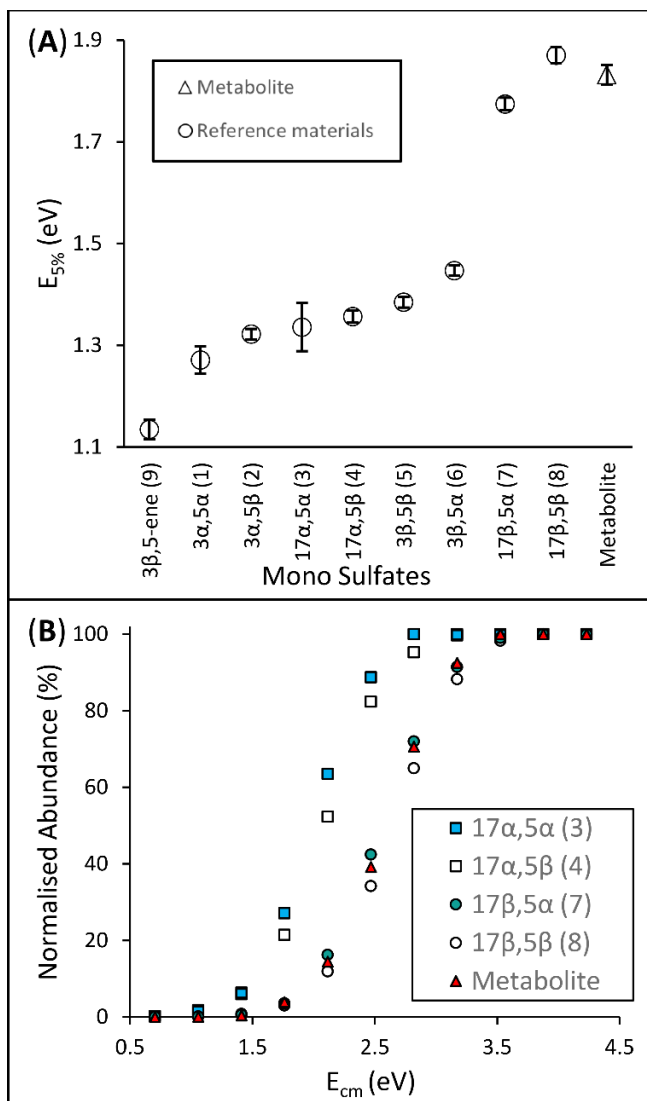 (A)
1.9
1.7
1.5
1.3
1.1
E5% (eV)
△ Metabolite
○ Reference materials
3β,5-ene (9)
3α,5α (1)
3α,5β (2)
17α,5α (3)
17α,5β (4)
3β,5β (5)
3β,5α (6)
17β,5α (7)
17β,5β (8)
Metabolite
Mono Sulfates
(B)
100
80
60
40
20
0
Normalised Abundance (%)
17α,5α (3)
17α,5β (4)
17β,5α (7)
17β,5β (8)
Metabolite
0.5 1.5 2.5 3.5 4.5
Ecm (eV)